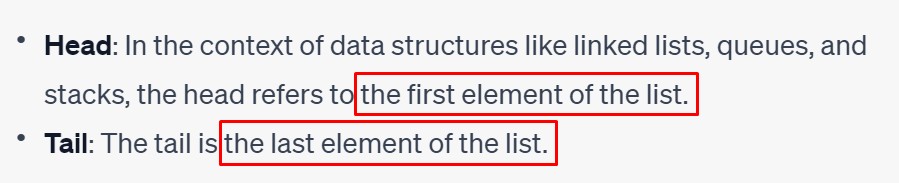 • Head: In the context of data structures like linked lists, queues, and
stacks, the head refers to the first element of the list.
• Tail: The tail is the last element of the list.